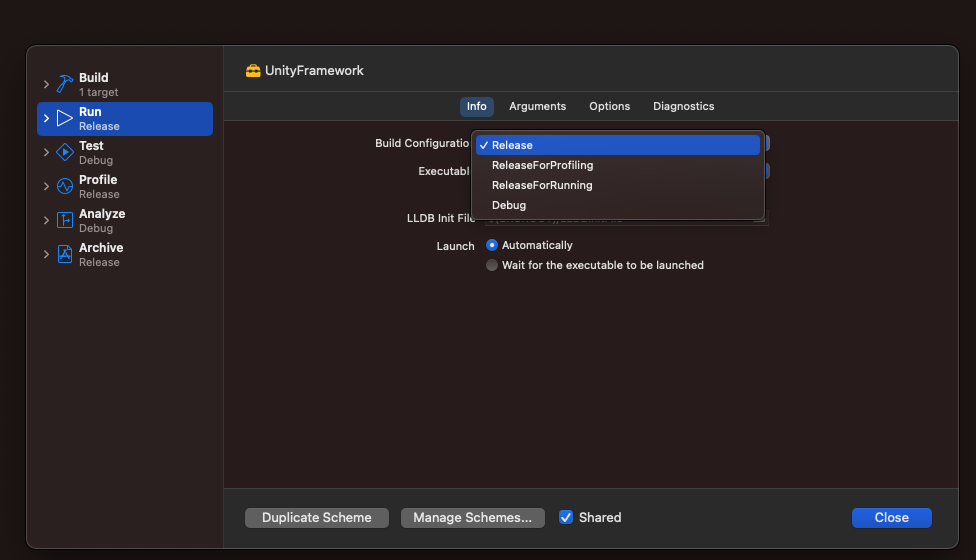 UnityFramework
Build
1 target
Run
Release
Test
Debug
Profile
Release
Analyze
Debug
Archive
Release
Info Arguments Options Diagnostics
Build Configuratio
Release
ReleaseForProfiling
ReleaseForRunning
Debug
Executabl
LLDB Init File
Launch Automatically
Wait for the executable to be launched
Duplicate Scheme Manage Schemes... Shared Close